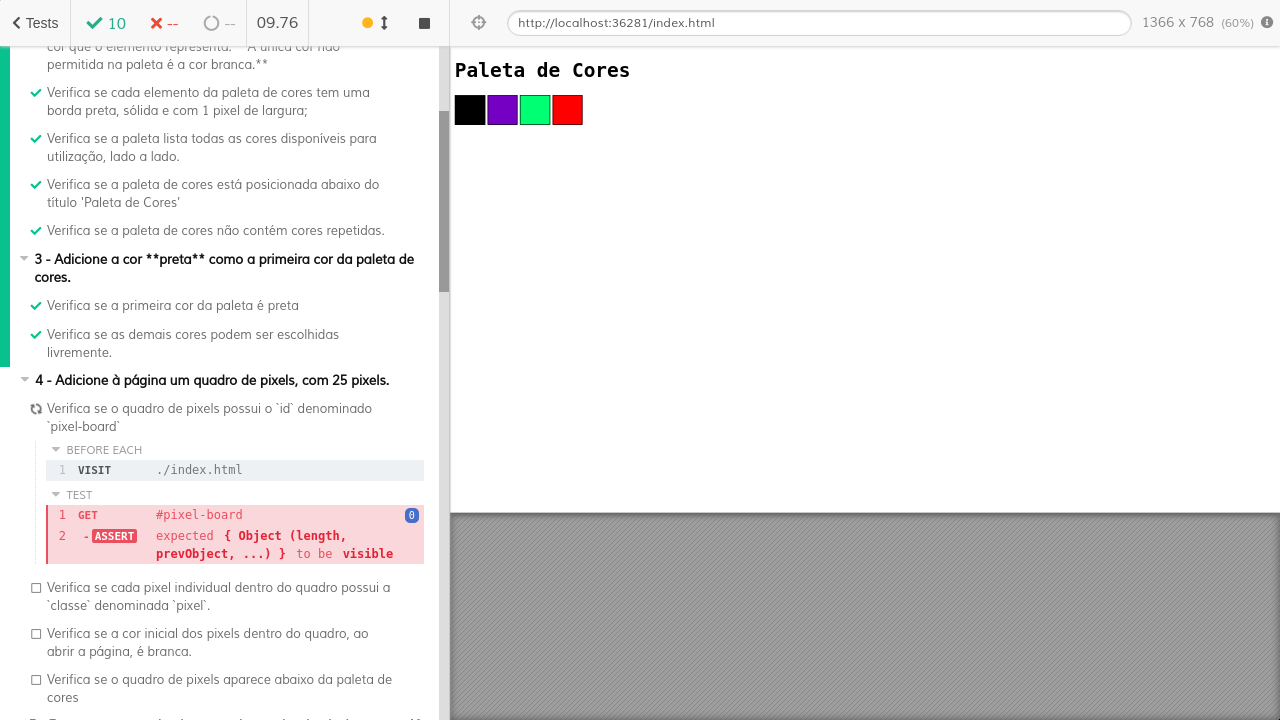 Tests
10
--
--
09.76
http://localhost:36281/index.html
1366 x 768 (60%)
cor que o elemento representa. **A única cor não
permitida na paleta é a cor branca.**
Verifica se cada elemento da paleta de cores tem uma
borda preta, sólida e com 1 pixel de largura;
Verifica se a paleta lista todas as cores disponíveis para
utilização, lado a lado.
Verifica se a paleta de cores está posicionada abaixo do
título 'Paleta de Cores'
Verifica se a paleta de cores não contém cores repetidas.
3 - Adicione a cor **preta** como a primeira cor da paleta de
cores.
Verifica se a primeira cor da paleta é preta
Verifica se as demais cores podem ser escolhidas
livremente.
4 - Adicione à página um quadro de pixels, com 25 pixels.
Verifica se o quadro de pixels possui o `id` denominado
`pixel-board`
BEFORE EACH
1 VISIT ./index.html
TEST
1 GET #pixel-board 0
2 -ASSERT expected { Object (length,
prevObject, ...) } to be visible
Verifica se cada pixel individual dentro do quadro possui a
`classe` denominada `pixel`.
Verifica se a cor inicial dos pixels dentro do quadro, ao
abrir a página, é branca.
Verifica se o quadro de pixels aparece abaixo da paleta de
cores
Paleta de Cores